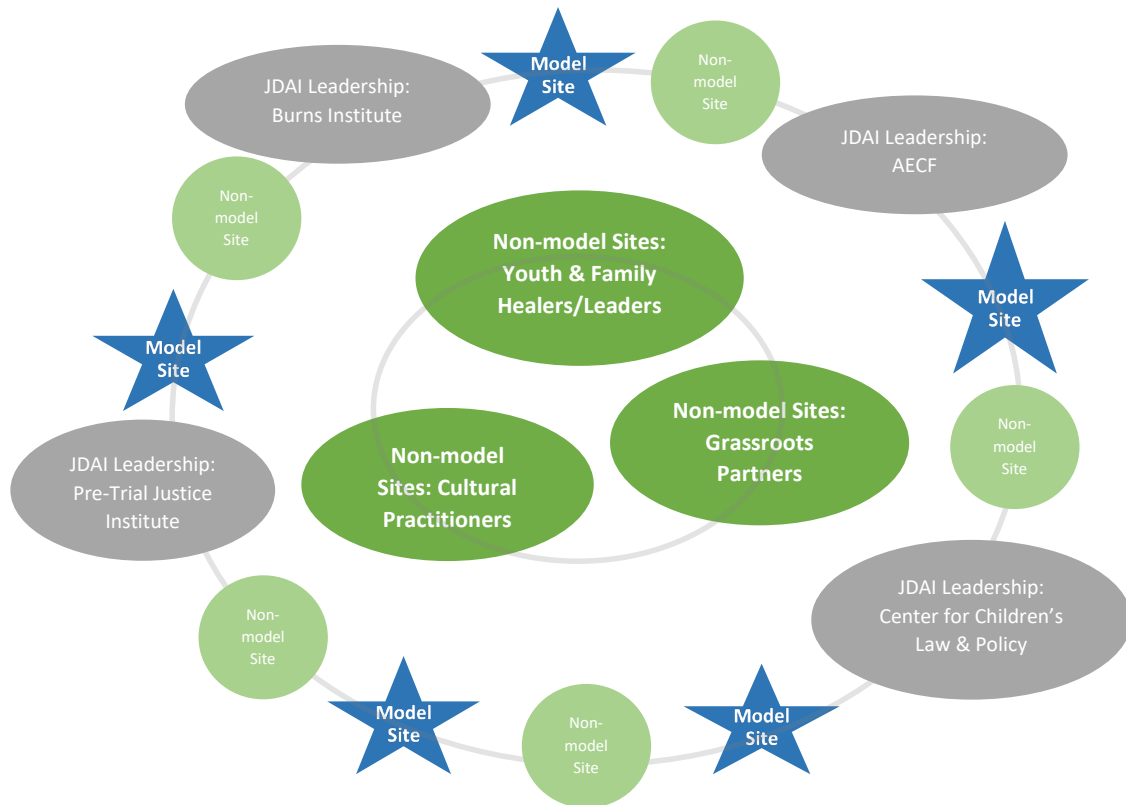 Model
Site
Non-
model
Site
JDAI Leadership:
Burns Institute
JDAI Leadership:
AECF
Non-
model
Site
Non-model Sites:
Youth & Family
Healers/Leaders
Model
Site
Model
Site
Non-model Sites:
Grassroots
Partners
Non-
model
Site
JDAI Leadership:
Pre-Trial Justice
Institute
Non-model
Sites: Cultural
Practitioners
JDAI Leadership:
Center for Children’s
Law & Policy
Non-
model
Site
Model
Site
Non-
model
Site
Model
Site